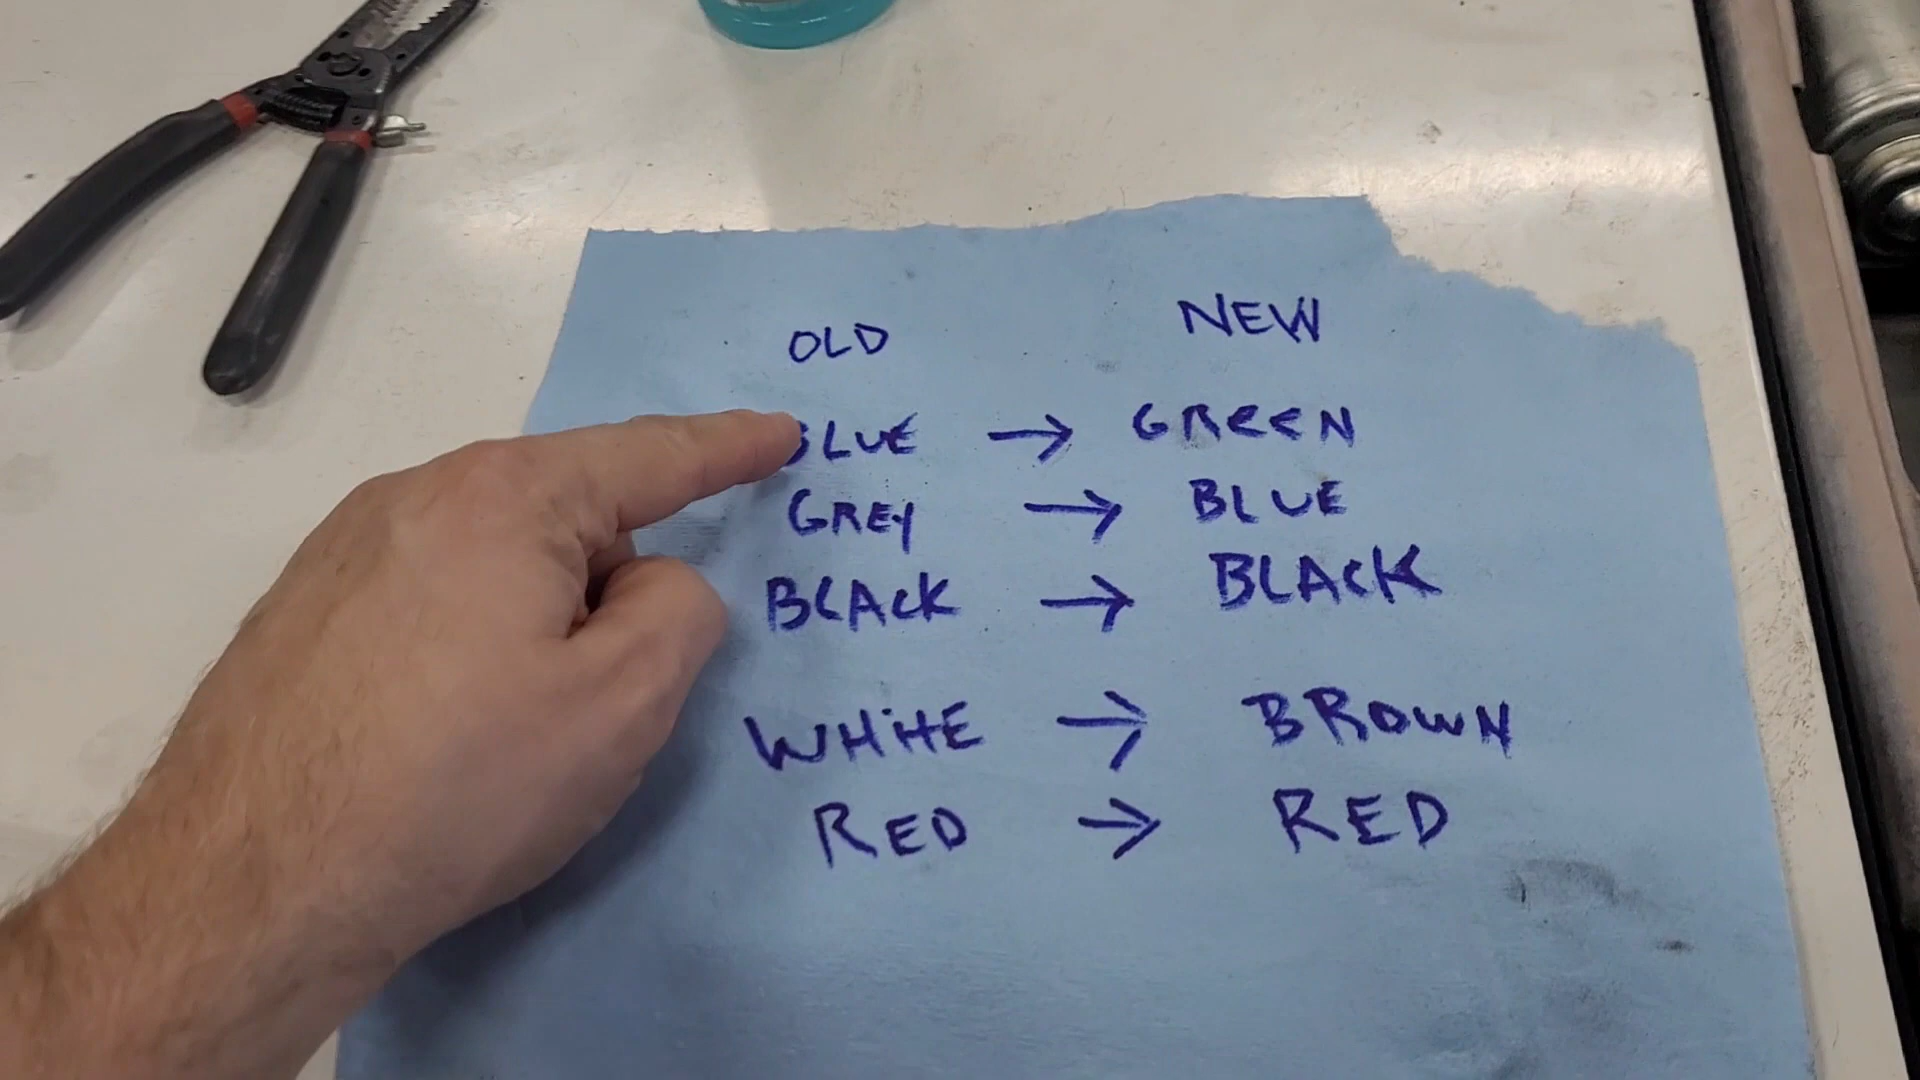 OLD NEW
BLUE → GREEN
GREY → BLUE
BLACK → BLACK
WHITE → BROWN
RED → RED